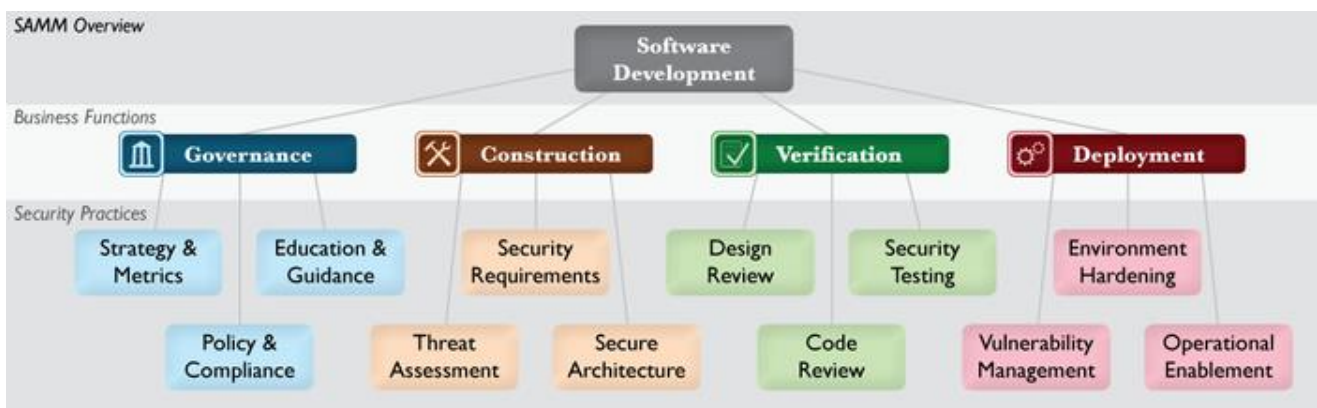 SAMM Overview
Software
Development
Business Functions
Governance
Construction
Verification
Deployment
Security Practices
Strategy &
Metrics
Education &
Guidance
Security
Requirements
Design
Review
Security
Testing
Environment
Hardening
Policy &
Compliance
Threat
Assessment
Secure
Architecture
Code
Review
Vulnerability
Management
Operational
Enablement